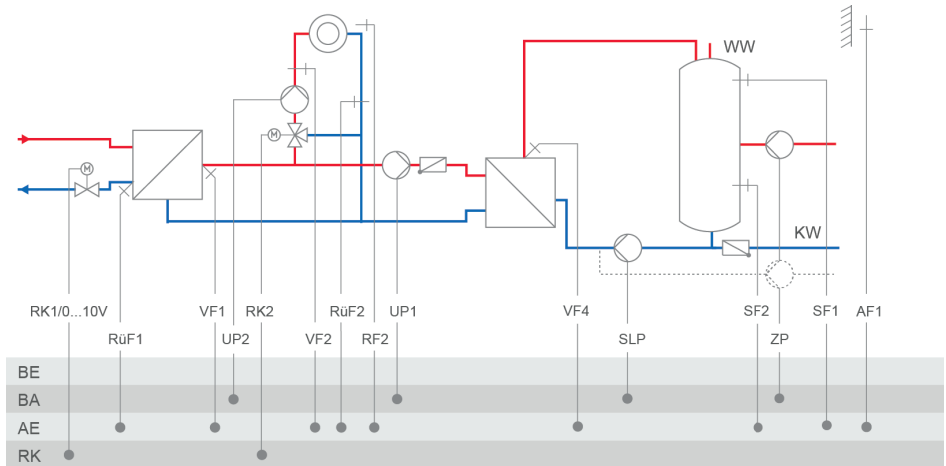 WW
M
M
KW
RK1/0...10V VF1 RK2 RüF2 UP1 VF4 SF2 SF1 AF1
RüF1 UP2 VF2 RF2 SLP ZP
BE
BA
AE
RK